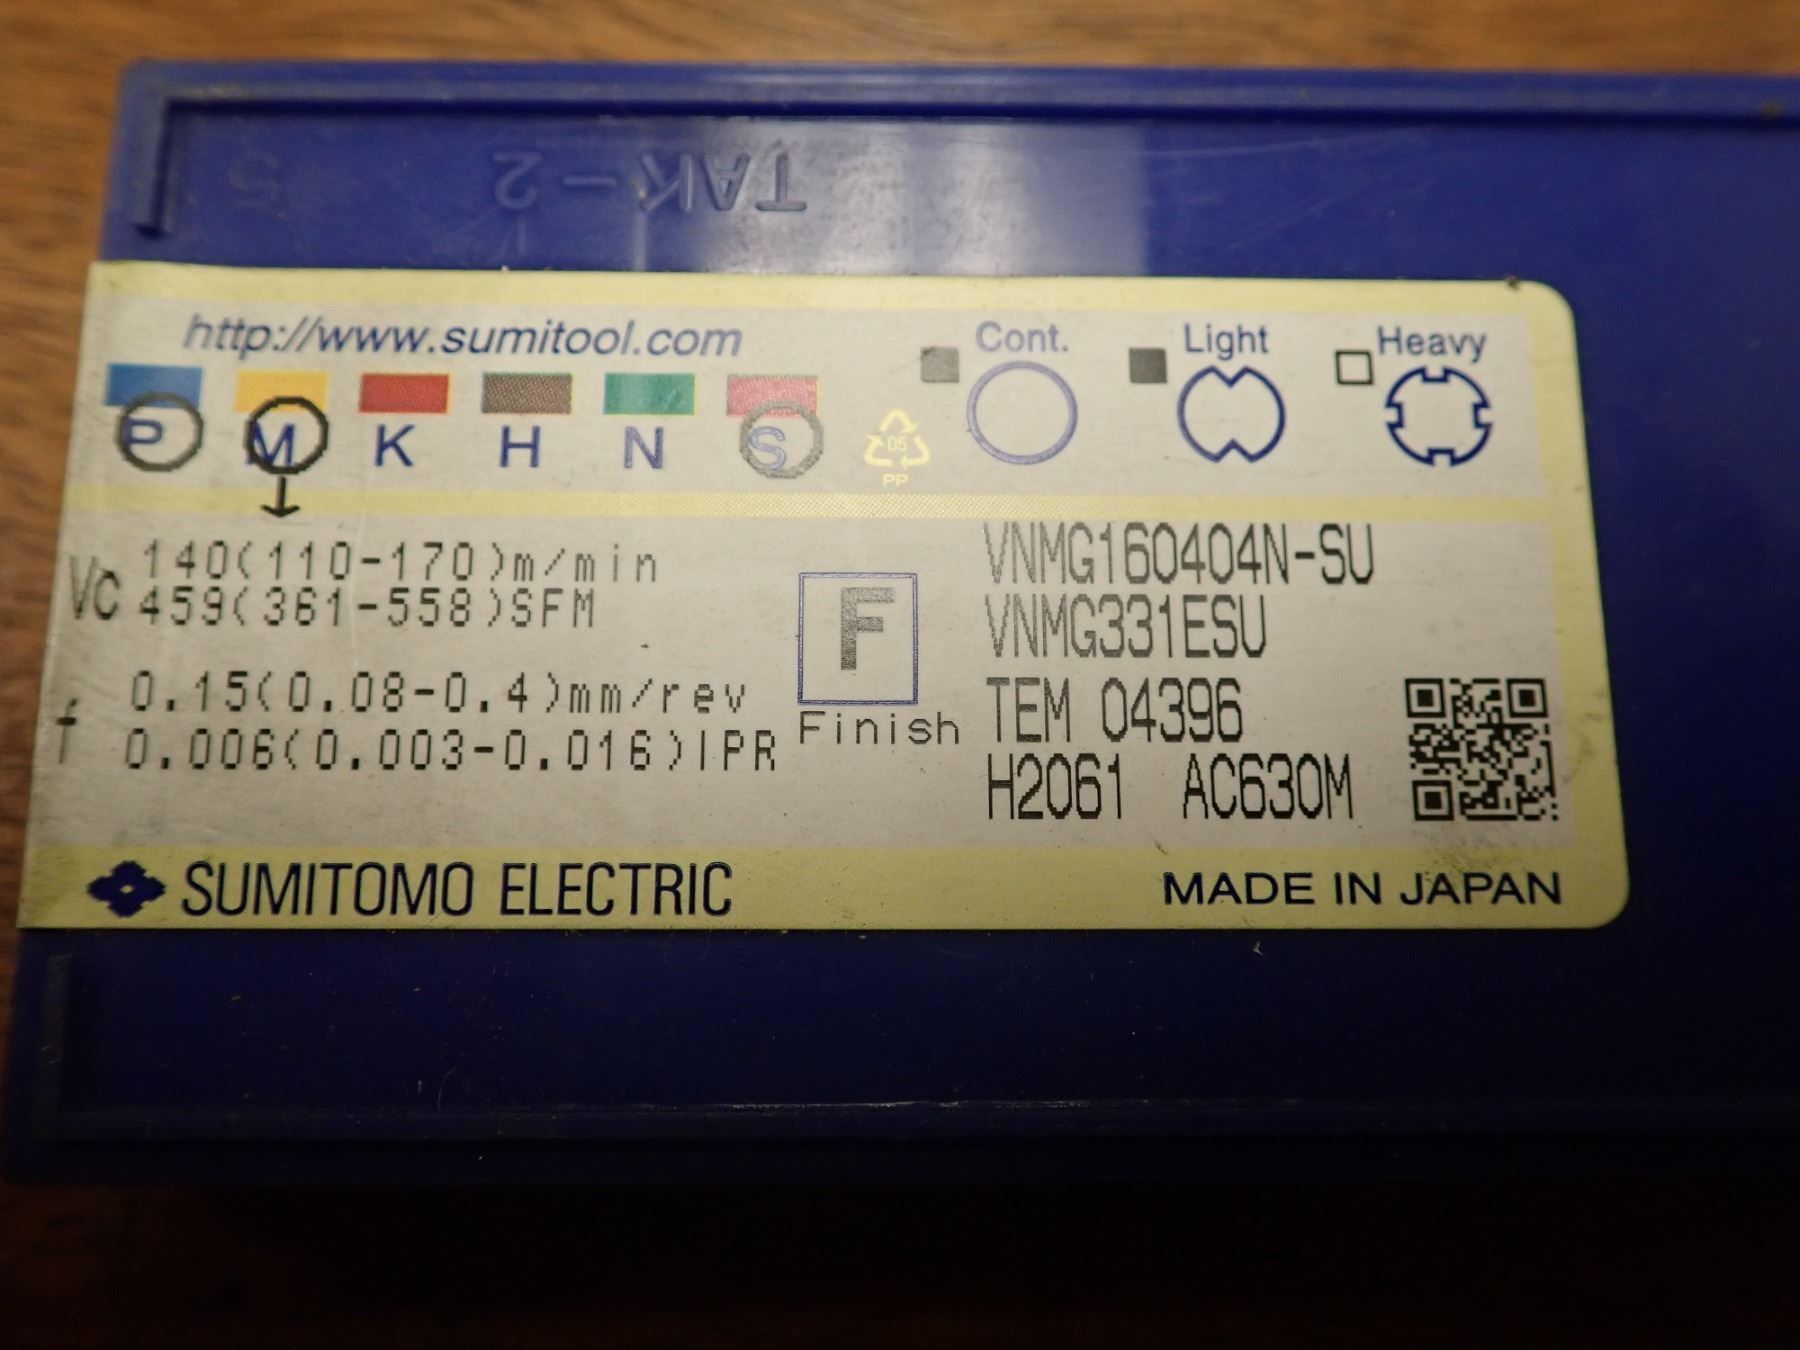 TAK-2
5
http://www.sumitool.com
Cont. Light Heavy
P M K H N S
05
PP
Vc 140(110-170)m/min
459(361-558)SFM
f 0.15(0.08-0.4)mm/rev
0.006(0.003-0.016)IPR
F
Finish
VNMG160404N-SU
VNMG331ESU
TEM 04396
H2061 AC630M
SUMITOMO ELECTRIC
MADE IN JAPAN